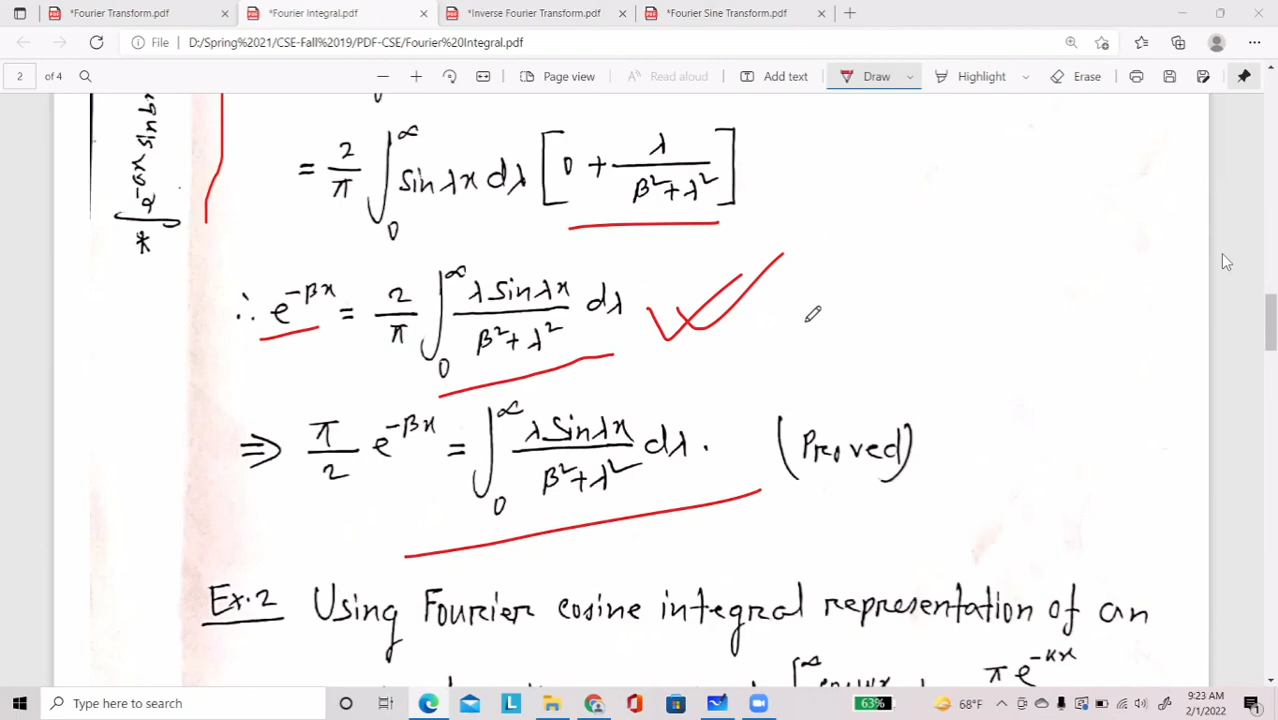 *Fourier Transform.pdf
*Fourier Integral.pdf
*Inverse Fourier Transform.pdf
*Fourier Sine Transform.pdf
File
D:/Spring%2021/CSE-Fall%2019/PDF-CSE/Fourier%20Integral.pdf
2 of 4
Page view
Read aloud
Add text
Draw
Highlight
Erase
= 2/π ∫₀^∞ sin λx dλ [0 + λ/(β²+λ²)]
∴ e^{-βx} = 2/π ∫₀^∞ (λ sin λx)/(β²+λ²) dλ
⇒ π/2 e^{-βx} = ∫₀^∞ (λ sin λx)/(β²+λ²) dλ. (Proved)
Ex.2 Using Fourier cosine integral representation of an
πe^{-kx}
Type here to search
63%
68°F
9:23 AM
2/1/2022